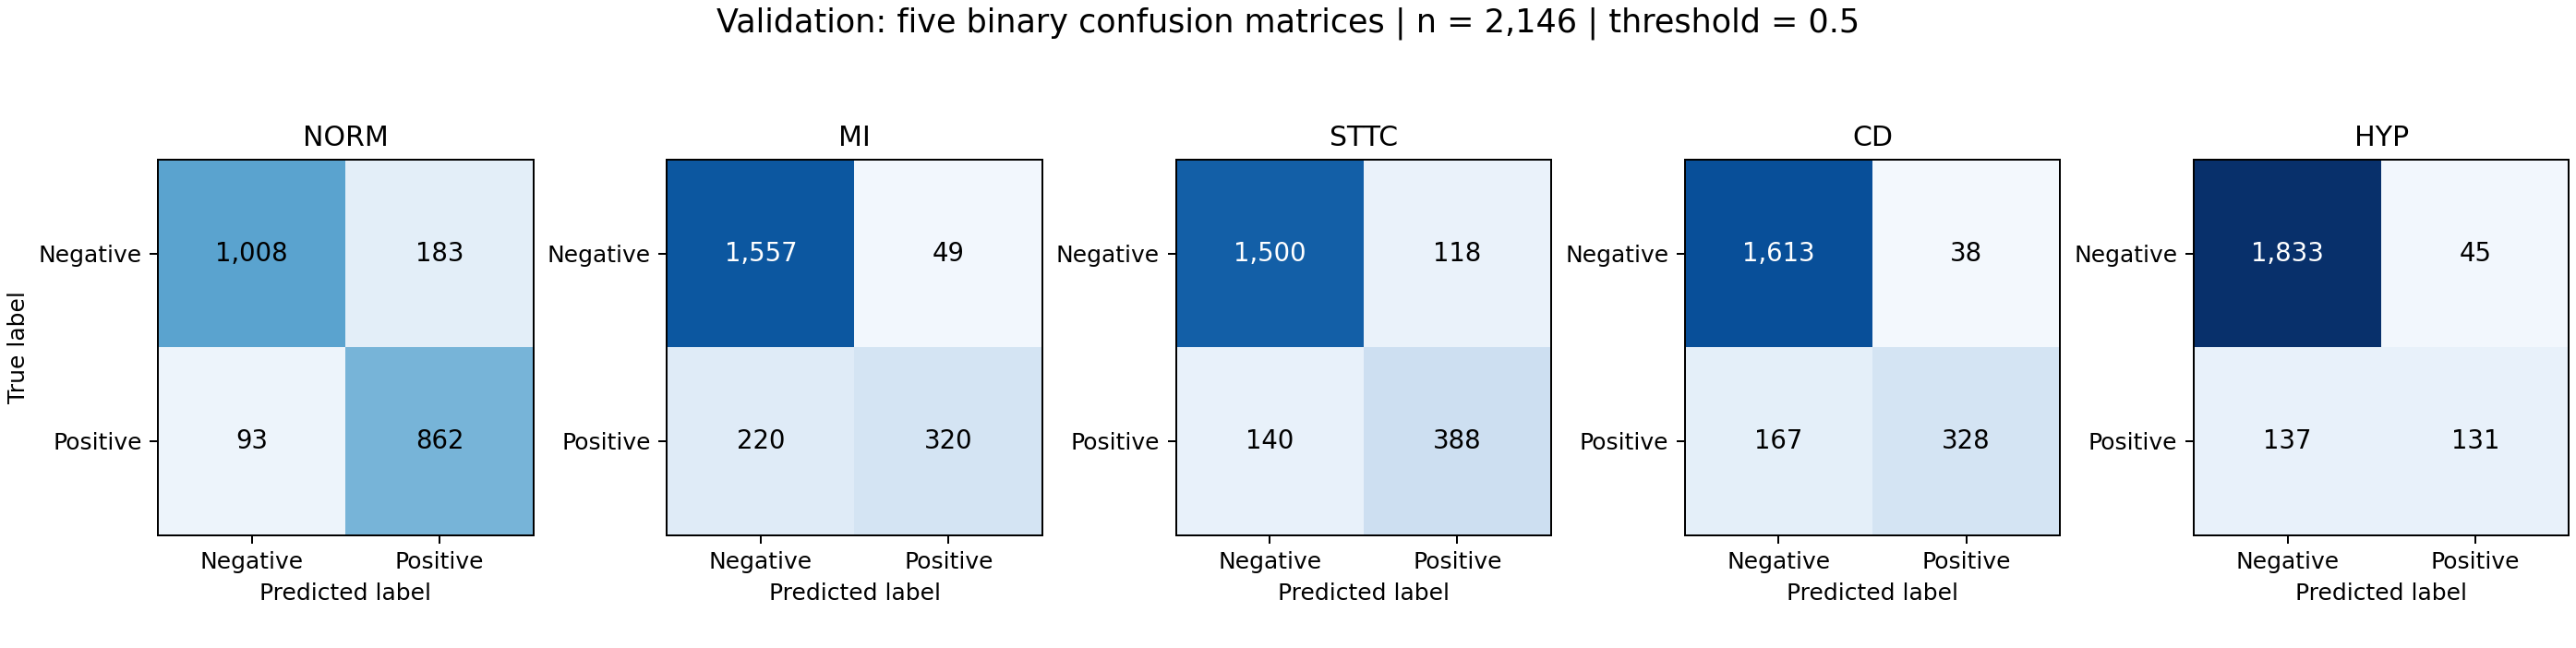 Validation: five binary confusion matrices | n = 2,146 | threshold = 0.5
NORM
True label
Negative 1,008 183
Positive 93 862
Negative Positive
Predicted label
MI
Negative 1,557 49
Positive 220 320
Negative Positive
Predicted label
STTC
Negative 1,500 118
Positive 140 388
Negative Positive
Predicted label
CD
Negative 1,613 38
Positive 167 328
Negative Positive
Predicted label
HYP
Negative 1,833 45
Positive 137 131
Negative Positive
Predicted label